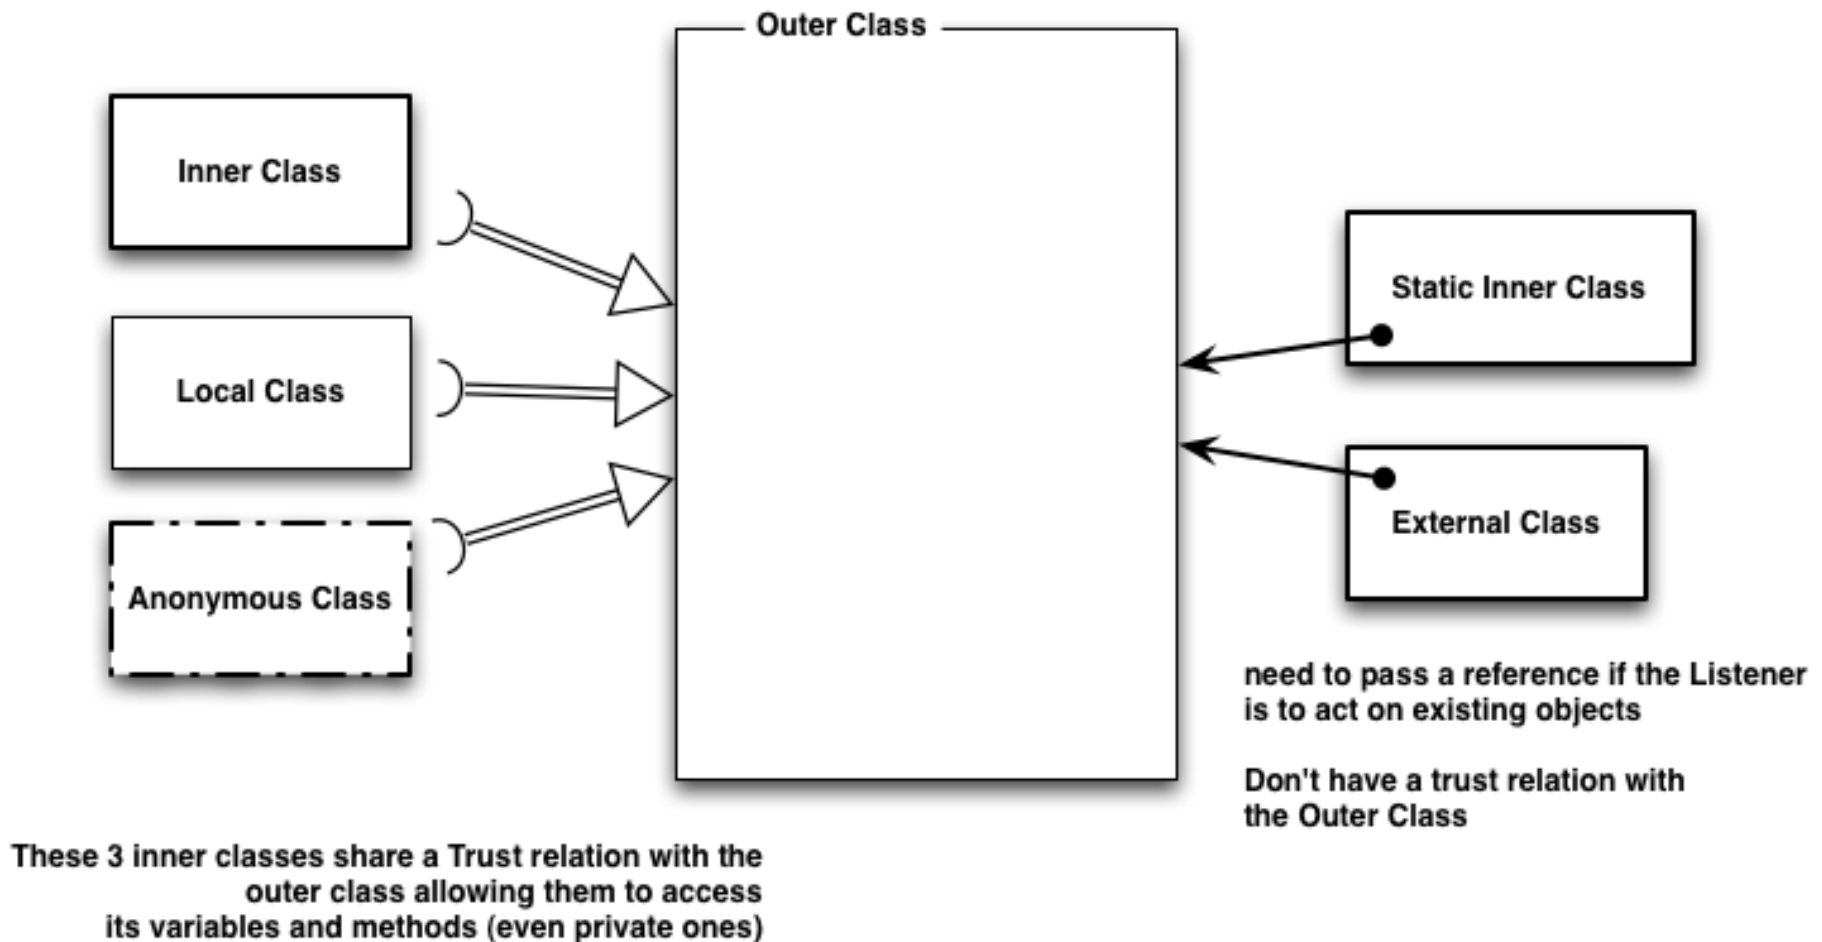 Outer Class
Inner Class
Local Class
Anonymous Class
Static Inner Class
External Class
need to pass a reference if the Listener
is to act on existing objects
Don't have a trust relation with
the Outer Class
These 3 inner classes share a Trust relation with the
outer class allowing them to access
its variables and methods (even private ones)